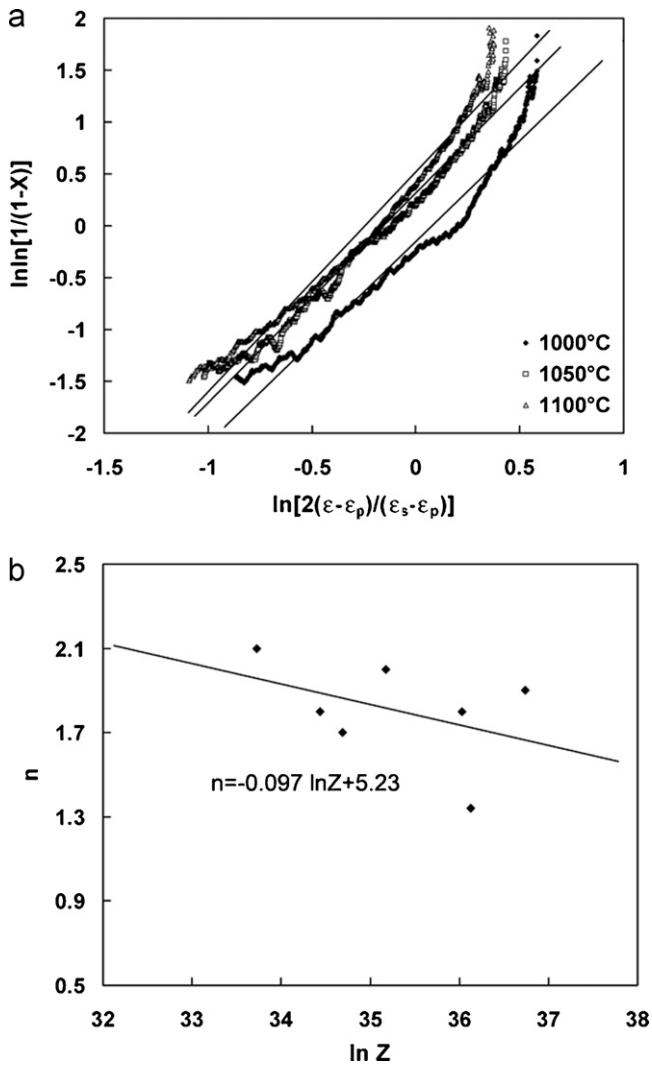 a
2
1.5
1
0.5
0
-0.5
-1
-1.5
-2
lnln[1/(1-X)]
1000°C
1050°C
1100°C
-1.5 -1 -0.5 0 0.5 1
ln[2(ε-εp)/(εs-εp)]
b
2.5
2.1
1.7
1.3
0.9
0.5
n
n=-0.097 lnZ+5.23
32 33 34 35 36 37 38
ln Z